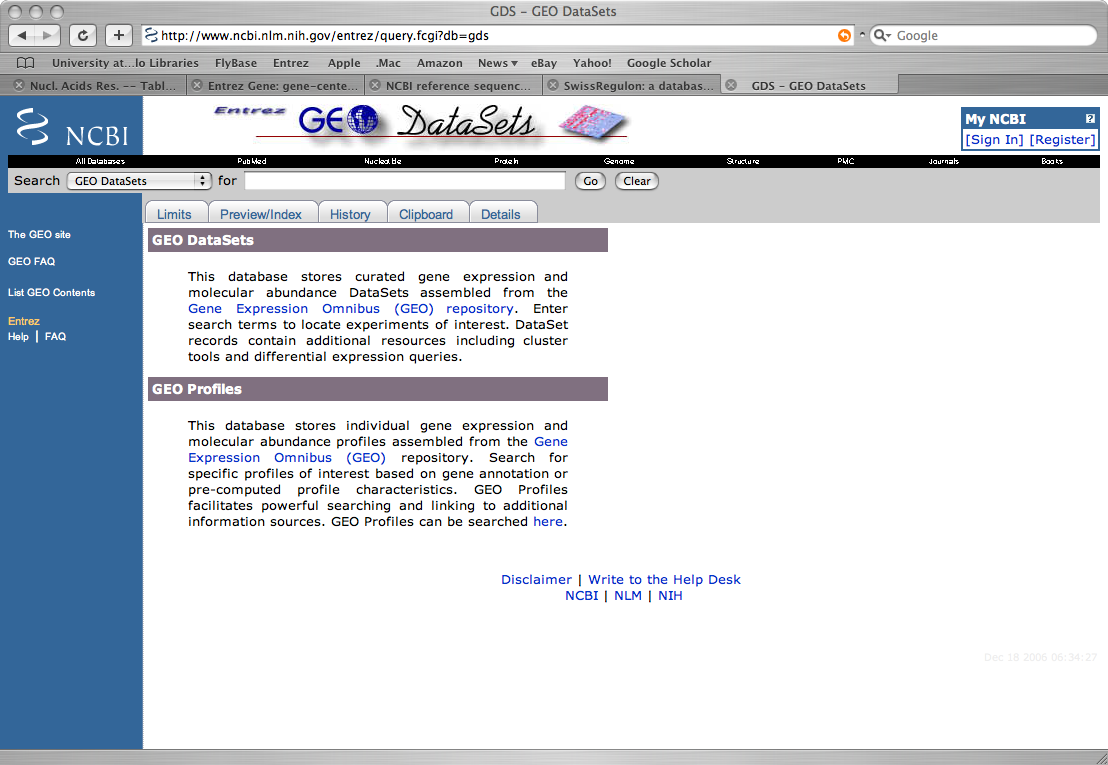 GDS – GEO DataSets
http://www.ncbi.nlm.nih.gov/entrez/query.fcgi?db=gds
Google
University at...lo Libraries FlyBase Entrez Apple .Mac Amazon News eBay Yahoo! Google Scholar
Nucl. Acids Res. -- Tabl... Entrez Gene: gene-cente... NCBI reference sequenc... SwissRegulon: a databas... GDS – GEO DataSets
NCBI
Entrez GEO DataSets
My NCBI ?
[Sign In] [Register]
All Databases PubMed Nucleotide Protein Genome Structure PMC Journals Books
Search GEO DataSets for Go Clear
Limits Preview/Index History Clipboard Details
The GEO site
GEO FAQ
List GEO Contents
Entrez
Help | FAQ
GEO DataSets
This database stores curated gene expression and
molecular abundance DataSets assembled from the
Gene Expression Omnibus (GEO) repository. Enter
search terms to locate experiments of interest. DataSet
records contain additional resources including cluster
tools and differential expression queries.
GEO Profiles
This database stores individual gene expression and
molecular abundance profiles assembled from the Gene
Expression Omnibus (GEO) repository. Search for
specific profiles of interest based on gene annotation or
pre-computed profile characteristics. GEO Profiles
facilitates powerful searching and linking to additional
information sources. GEO Profiles can be searched here.
Disclaimer | Write to the Help Desk
NCBI | NLM | NIH
Dec 18 2006 06:34:27